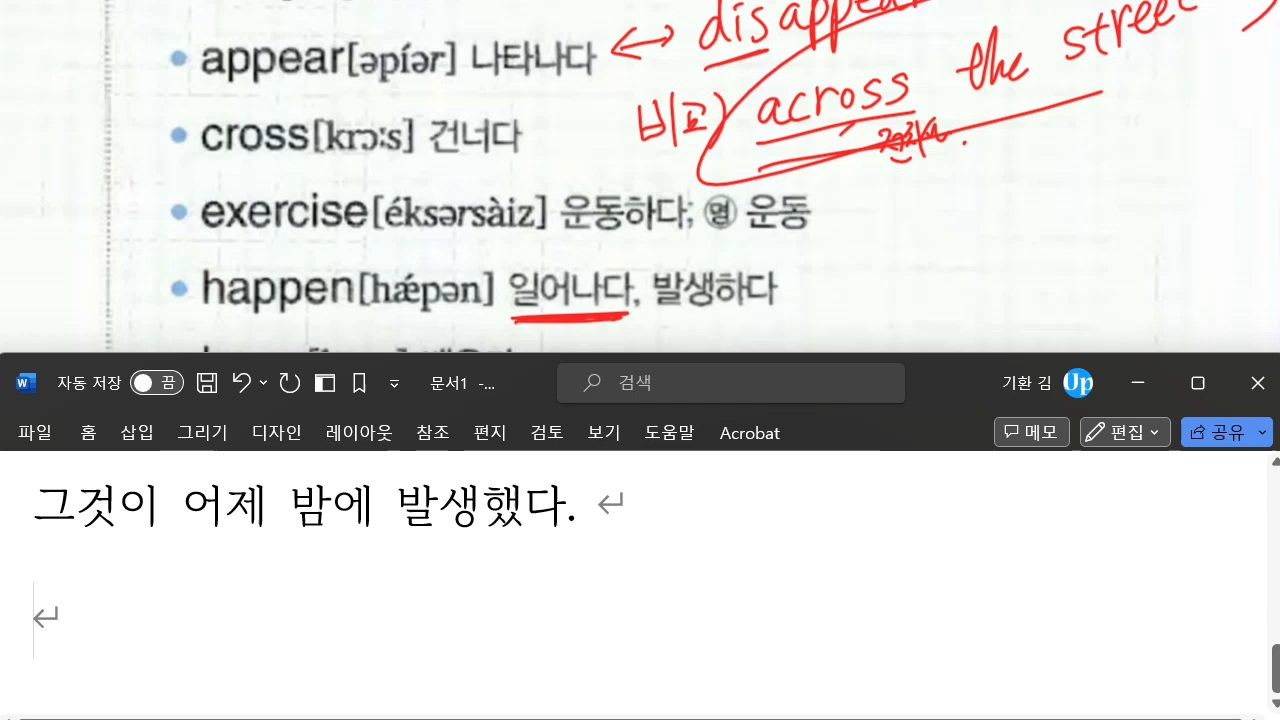 appear[əpíər] 나타나다 ↔ disappear
비교) across the street
전치사.
cross[krɔːs] 건너다
exercise[éksərsàiz] 운동하다; 명 운동
happen[hǽpən] 일어나다, 발생하다
자동 저장 끔 문서1 -... 검색 기환 김 Up
파일 홈 삽입 그리기 디자인 레이아웃 참조 편지 검토 보기 도움말 Acrobat 메모 편집 공유
그것이 어제 밤에 발생했다.